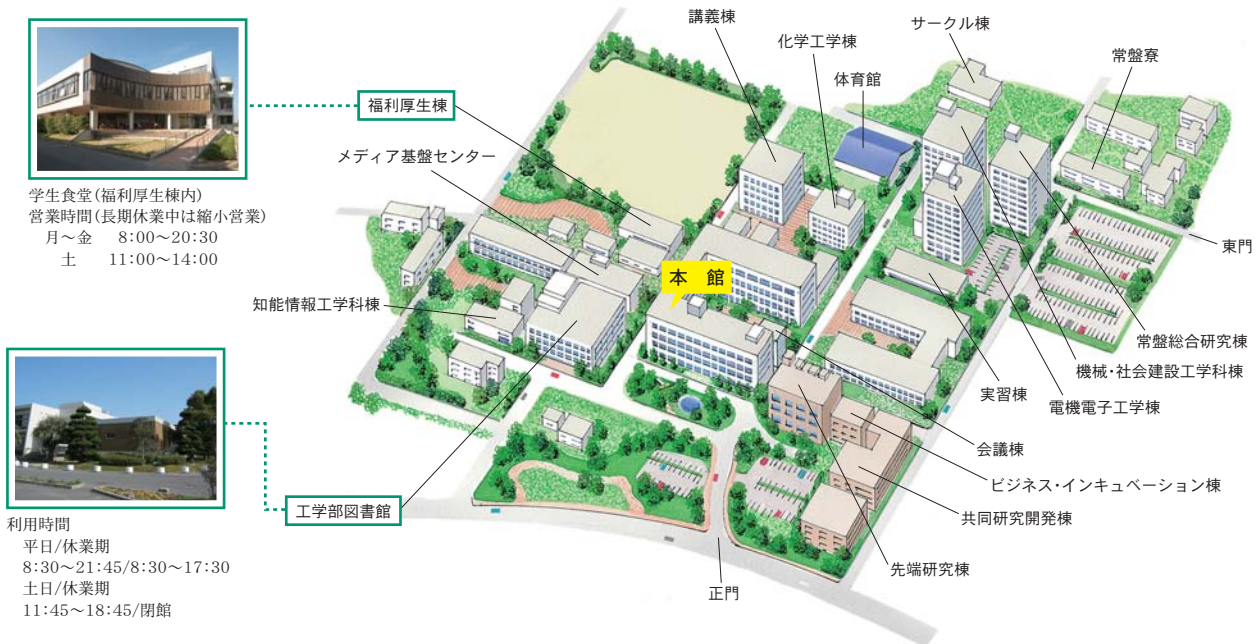 講義棟
化学工学棟
体育館
サークル棟
常盤寮
福利厚生棟
メディア基盤センター
学生食堂(福利厚生棟内)
営業時間(長期休業中は縮小営業)
月〜金 8:00〜20:30
土 11:00〜14:00
本 館
東門
知能情報工学科棟
常盤総合研究棟
機械・社会建設工学科棟
電機電子工学棟
実習棟
会議棟
ビジネス・インキュベーション棟
共同研究開発棟
先端研究棟
正門
工学部図書館
利用時間
平日/休業期
8:30〜21:45/8:30〜17:30
土日/休業期
11:45〜18:45/閉館